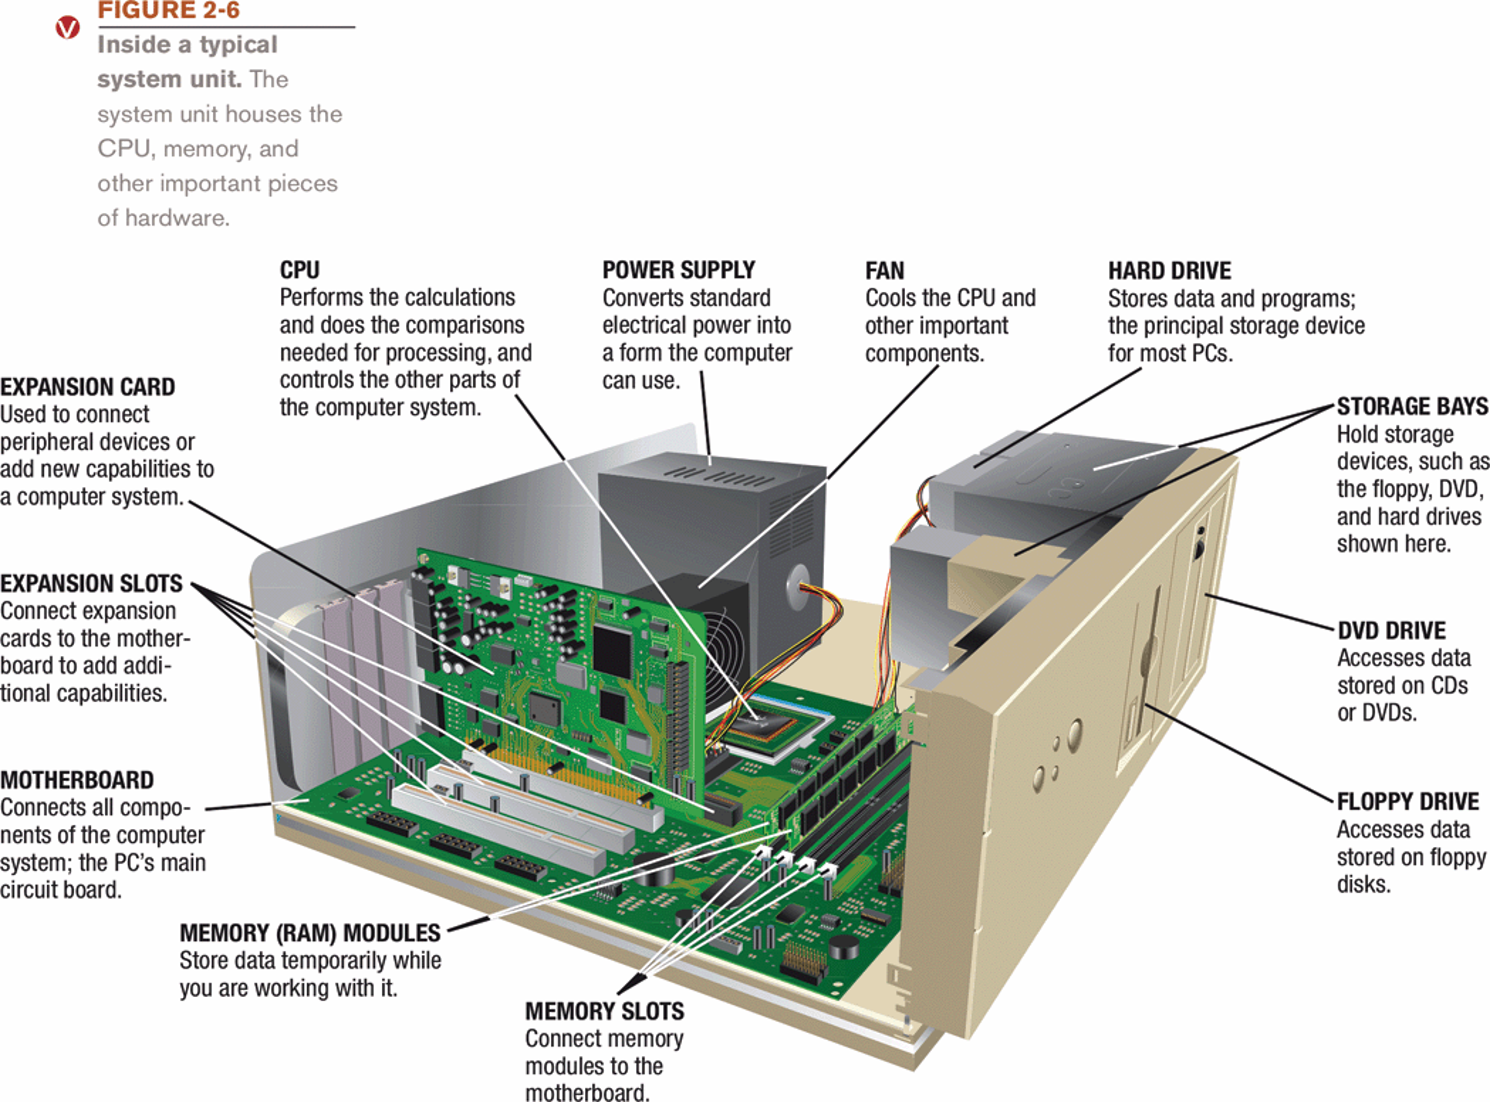 FIGURE 2-6
V
Inside a typical
system unit. The
system unit houses the
CPU, memory, and
other important pieces
of hardware.
CPU
Performs the calculations
and does the comparisons
needed for processing, and
controls the other parts of
the computer system.
POWER SUPPLY
Converts standard
electrical power into
a form the computer
can use.
FAN
Cools the CPU and
other important
components.
HARD DRIVE
Stores data and programs;
the principal storage device
for most PCs.
EXPANSION CARD
Used to connect
peripheral devices or
add new capabilities to
a computer system.
STORAGE BAYS
Hold storage
devices, such as
the floppy, DVD,
and hard drives
shown here.
EXPANSION SLOTS
Connect expansion
cards to the mother-
board to add addi-
tional capabilities.
DVD DRIVE
Accesses data
stored on CDs
or DVDs.
MOTHERBOARD
Connects all compo-
nents of the computer
system; the PC's main
circuit board.
FLOPPY DRIVE
Accesses data
stored on floppy
disks.
MEMORY (RAM) MODULES
Store data temporarily while
you are working with it.
MEMORY SLOTS
Connect memory
modules to the
motherboard.